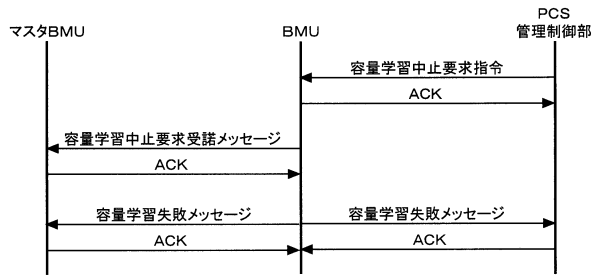 マスタBMU
BMU
PCS
管理制御部
容量学習中止要求指令
ACK
容量学習中止要求受諾メッセージ
ACK
容量学習失敗メッセージ
容量学習失敗メッセージ
ACK
ACK